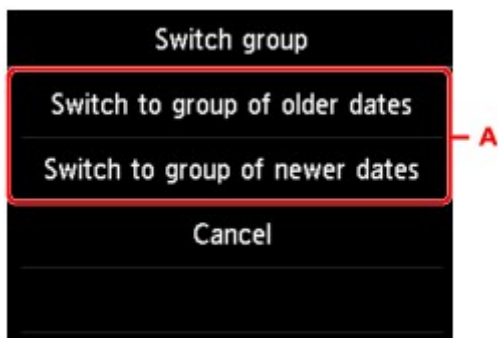 Switch group
Switch to group of older dates
A
Switch to group of newer dates
Cancel